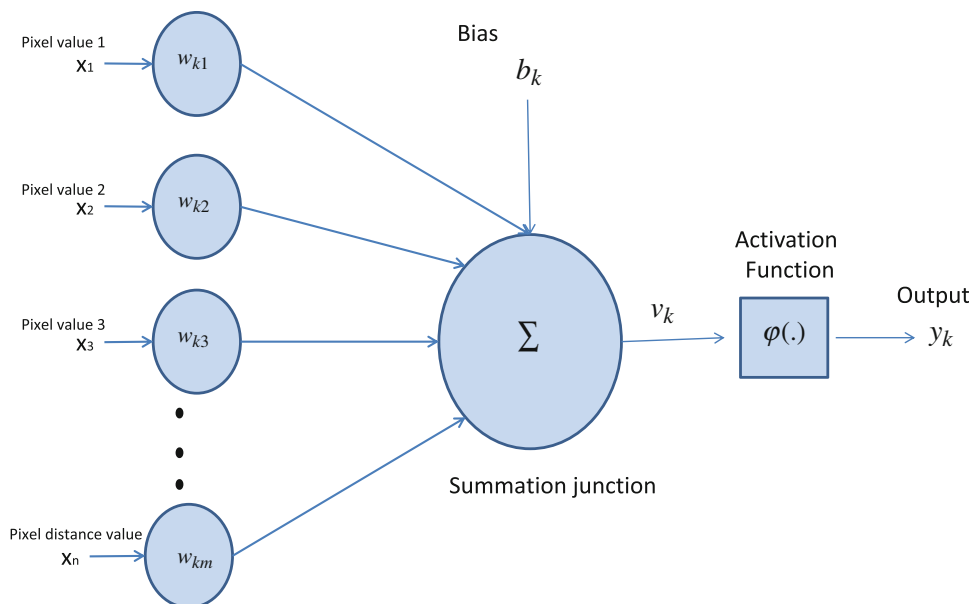 Pixel value 1
x1
wk1
Pixel value 2
x2
wk2
Pixel value 3
x3
wk3
Pixel distance value
xn
wkm
Bias
bk
Σ
Summation junction
vk
Activation
Function
φ(.)
Output
yk